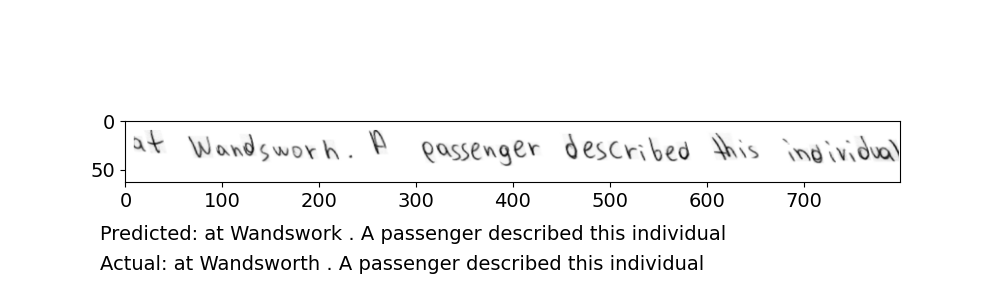 0
50
at Wandsworh. A passenger described this individual
0 100 200 300 400 500 600 700
Predicted: at Wandswork . A passenger described this individual
Actual: at Wandsworth . A passenger described this individual